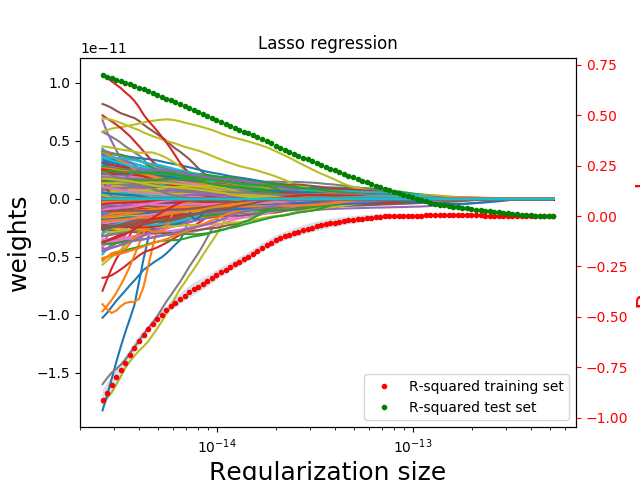 Lasso regression
1e−11
1.0
0.5
0.0
−0.5
−1.0
−1.5
weights
0.75
0.50
0.25
0.00
−0.25
−0.50
−0.75
−1.00
R-squared training set
R-squared test set
10⁻¹⁴
10⁻¹³
Regularization size